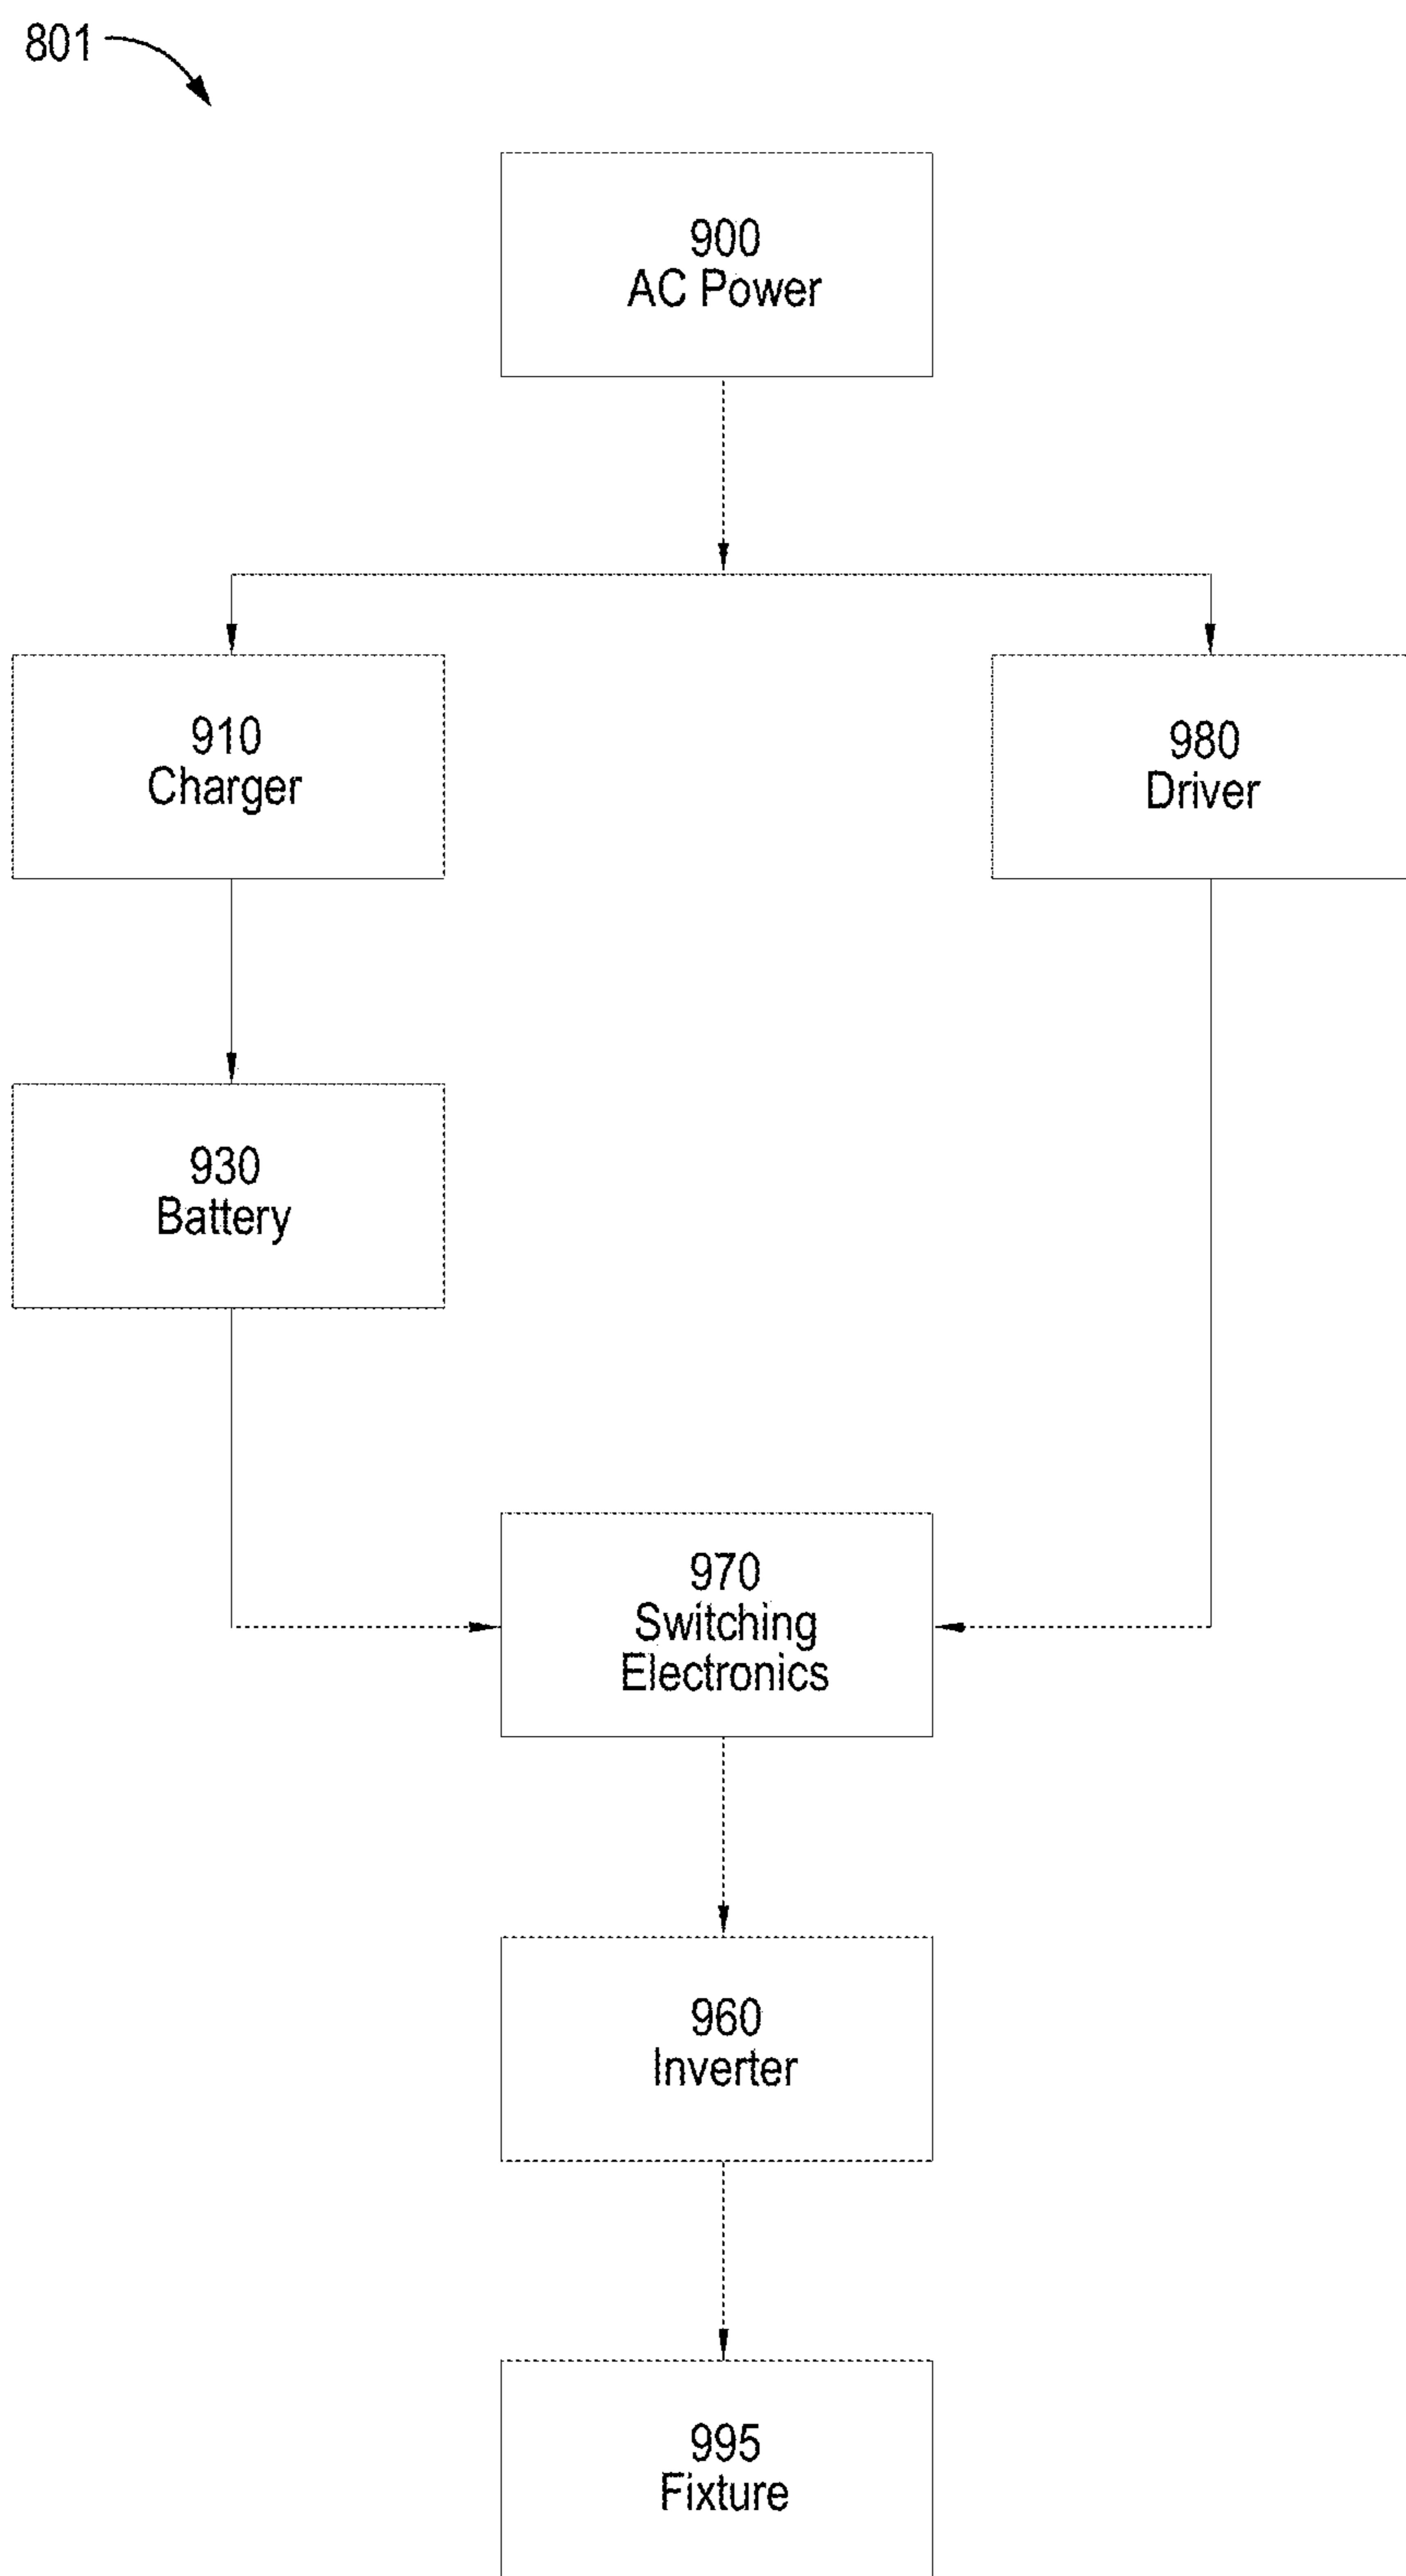 801
900
AC Power
910
Charger
980
Driver
930
Battery
970
Switching
Electronics
960
Inverter
995
Fixture